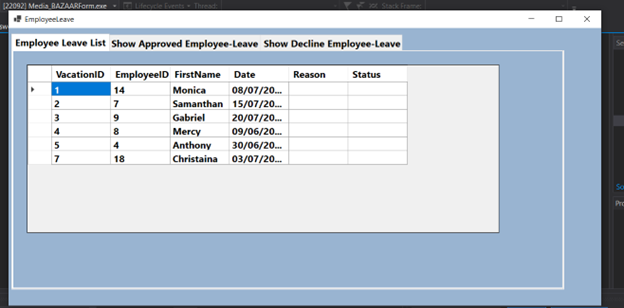 [22092] Media_BAZAARForm.exe Lifecycle Events Thread: Stack Frame:
EmployeeLeave
Employee Leave List Show Approved Employee-Leave Show Decline Employee-Leave
VacationID EmployeeID FirstName Date Reason Status
1 14 Monica 08/07/20...
2 7 Samanthan 15/07/20...
3 9 Gabriel 20/07/20...
4 8 Mercy 09/06/20...
5 4 Anthony 30/06/20...
7 18 Christaina 03/07/20...